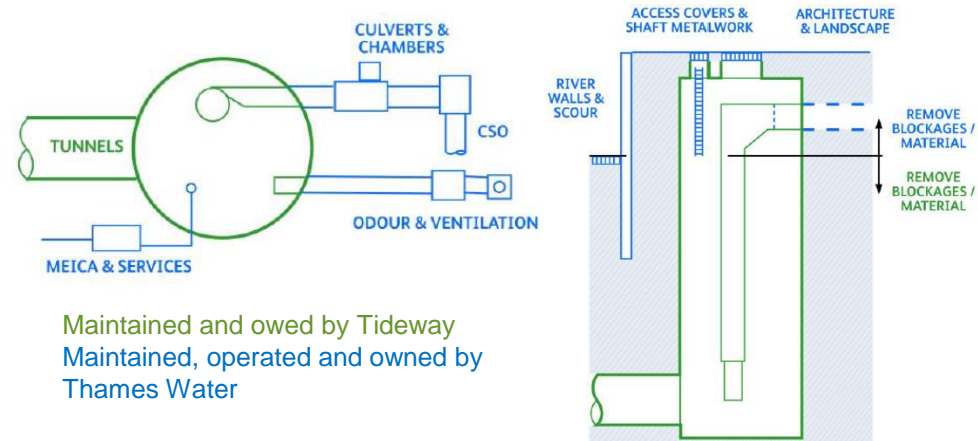 CULVERTS &
CHAMBERS
TUNNELS
CSO
ODOUR & VENTILATION
MEICA & SERVICES
Maintained and owed by Tideway
Maintained, operated and owned by
Thames Water
ACCESS COVERS &
SHAFT METALWORK
ARCHITECTURE
& LANDSCAPE
RIVER
WALLS &
SCOUR
REMOVE
BLOCKAGES /
MATERIAL
REMOVE
BLOCKAGES /
MATERIAL